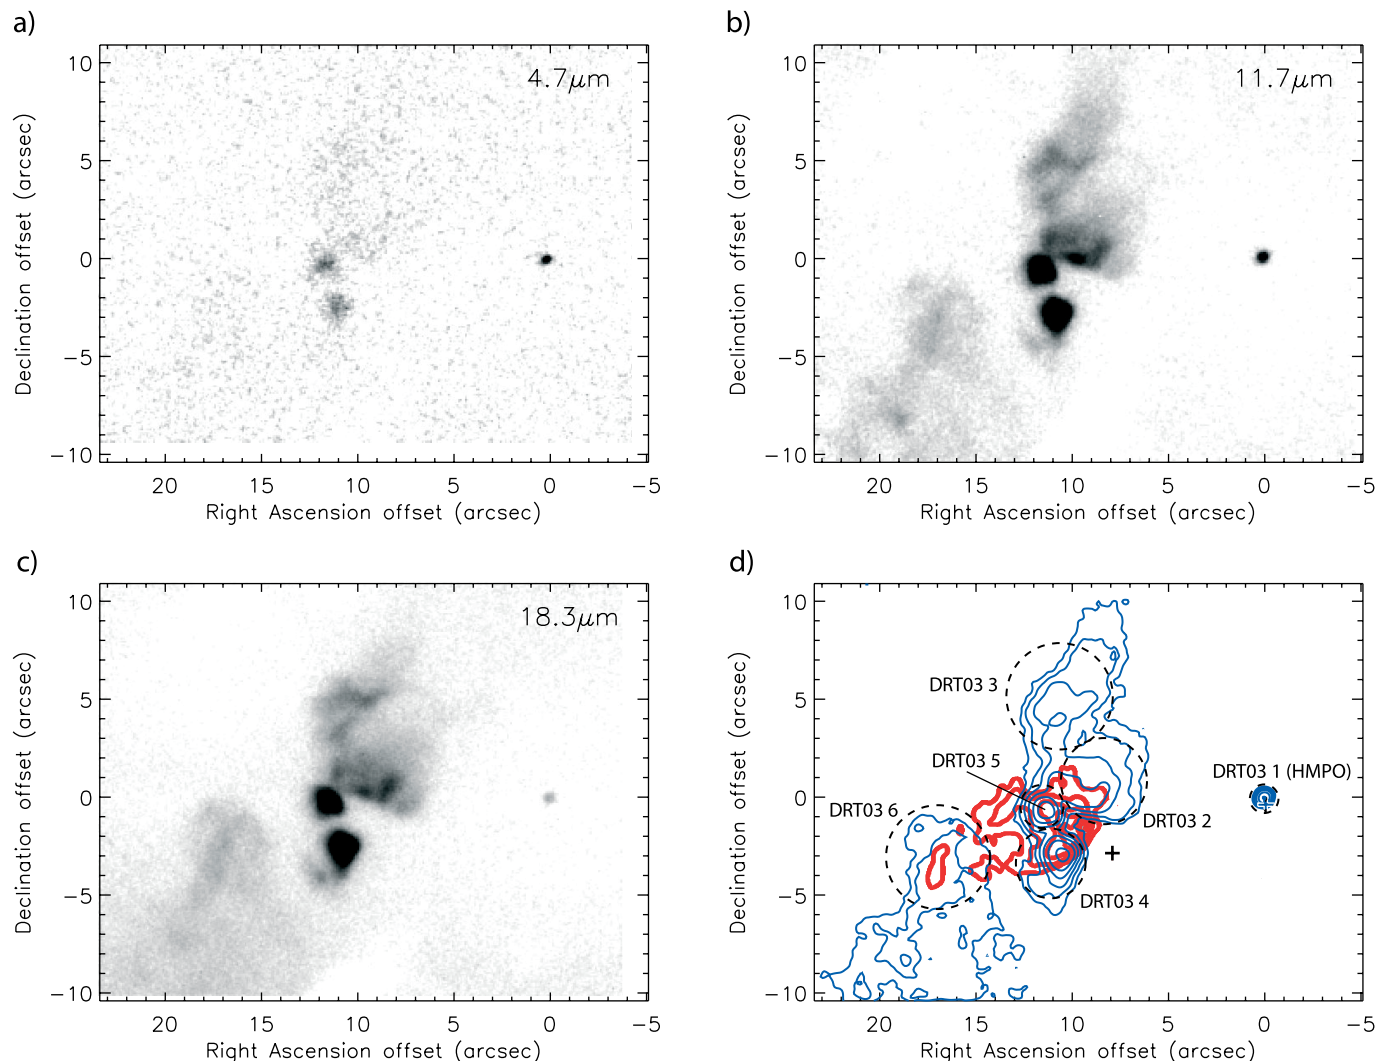 a)
4.7μm
10
5
0
−5
−10
Declination offset (arcsec)
20 15 10 5 0 −5
Right Ascension offset (arcsec)
b)
11.7μm
10
5
0
−5
−10
Declination offset (arcsec)
20 15 10 5 0 −5
Right Ascension offset (arcsec)
c)
18.3μm
10
5
0
−5
−10
Declination offset (arcsec)
20 15 10 5 0 −5
Right Ascension offset (arcsec)
d)
10
5
0
−5
−10
Declination offset (arcsec)
DRT03 3
DRT03 5
DRT03 1 (HMPO)
DRT03 6
DRT03 2
DRT03 4
20 15 10 5 0 −5
Right Ascension offset (arcsec)